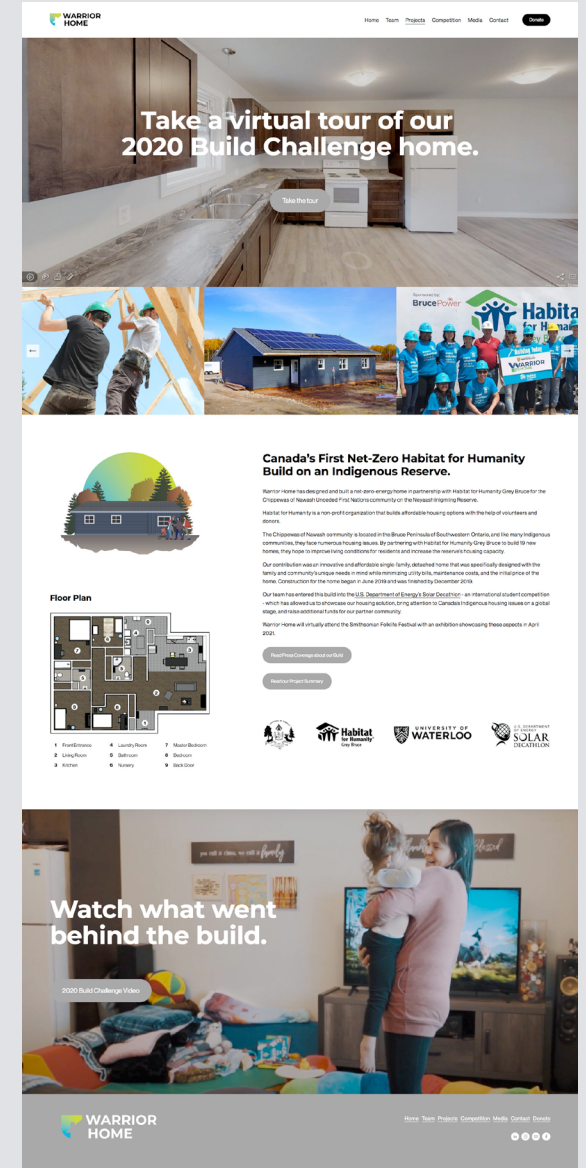 WARRIOR
HOME
Home Team Projects Competition Media Contact Donate
Take a virtual tour of our
2020 Build Challenge home.
Take the tour
Sponsored by:
BrucePower
Habita
for Human
Building Today
WARRIOR
Canada's First Net-Zero Habitat for Humanity
Build on an Indigenous Reserve.
Warrior Home has designed and built a net-zero-energy home in partnership with Habitat for Humanity Grey Bruce for the
Chippewas of Nawash Unceded First Nations community on the Neyaashiinigmiing Reserve.
Habitat for Humanity is a non-profit organization that builds affordable housing options with the help of volunteers and
donors.
The Chippewas of Nawash community is located in the Bruce Peninsula of Southwestern Ontario, and like many Indigenous
communities, they face numerous housing issues. By partnering with Habitat for Humanity Grey Bruce to build 19 new
homes, they hope to improve living conditions for residents and increase the reserve's housing capacity.
Our contribution was an innovative and affordable single-family, detached home that was specifically designed with the
family and community's unique needs in mind while minimizing utility bills, maintenance costs, and the initial price of the
home. Construction for the home began in June 2019 and was finished by December 2019.
Our team has entered this build into the U.S. Department of Energy's Solar Decathlon - an international student competition
- which has allowed us to showcase our housing solution, bring attention to Canada's Indigenous housing issues on a global
stage, and raise additional funds for our partner community.
Warrior Home will virtually attend the Smithsonian Folklife Festival with an exhibition showcasing these aspects in April
2021.
Read Press Coverage about our Build
Read our Project Summary
Floor Plan
1 Front Entrance 4 Laundry Room 7 Master Bedroom
2 Living Room 5 Bathroom 8 Bedroom
3 Kitchen 6 Nursery 9 Back Door
Habitat
for Humanity
Grey Bruce
UNIVERSITY OF
WATERLOO
U.S. DEPARTMENT
OF ENERGY
SOLAR
DECATHLON
you call it chaos, we call it family
Blessed
Watch what went
behind the build.
2020 Build Challenge Video
WARRIOR
HOME
Home Team Projects Competition Media Contact Donate